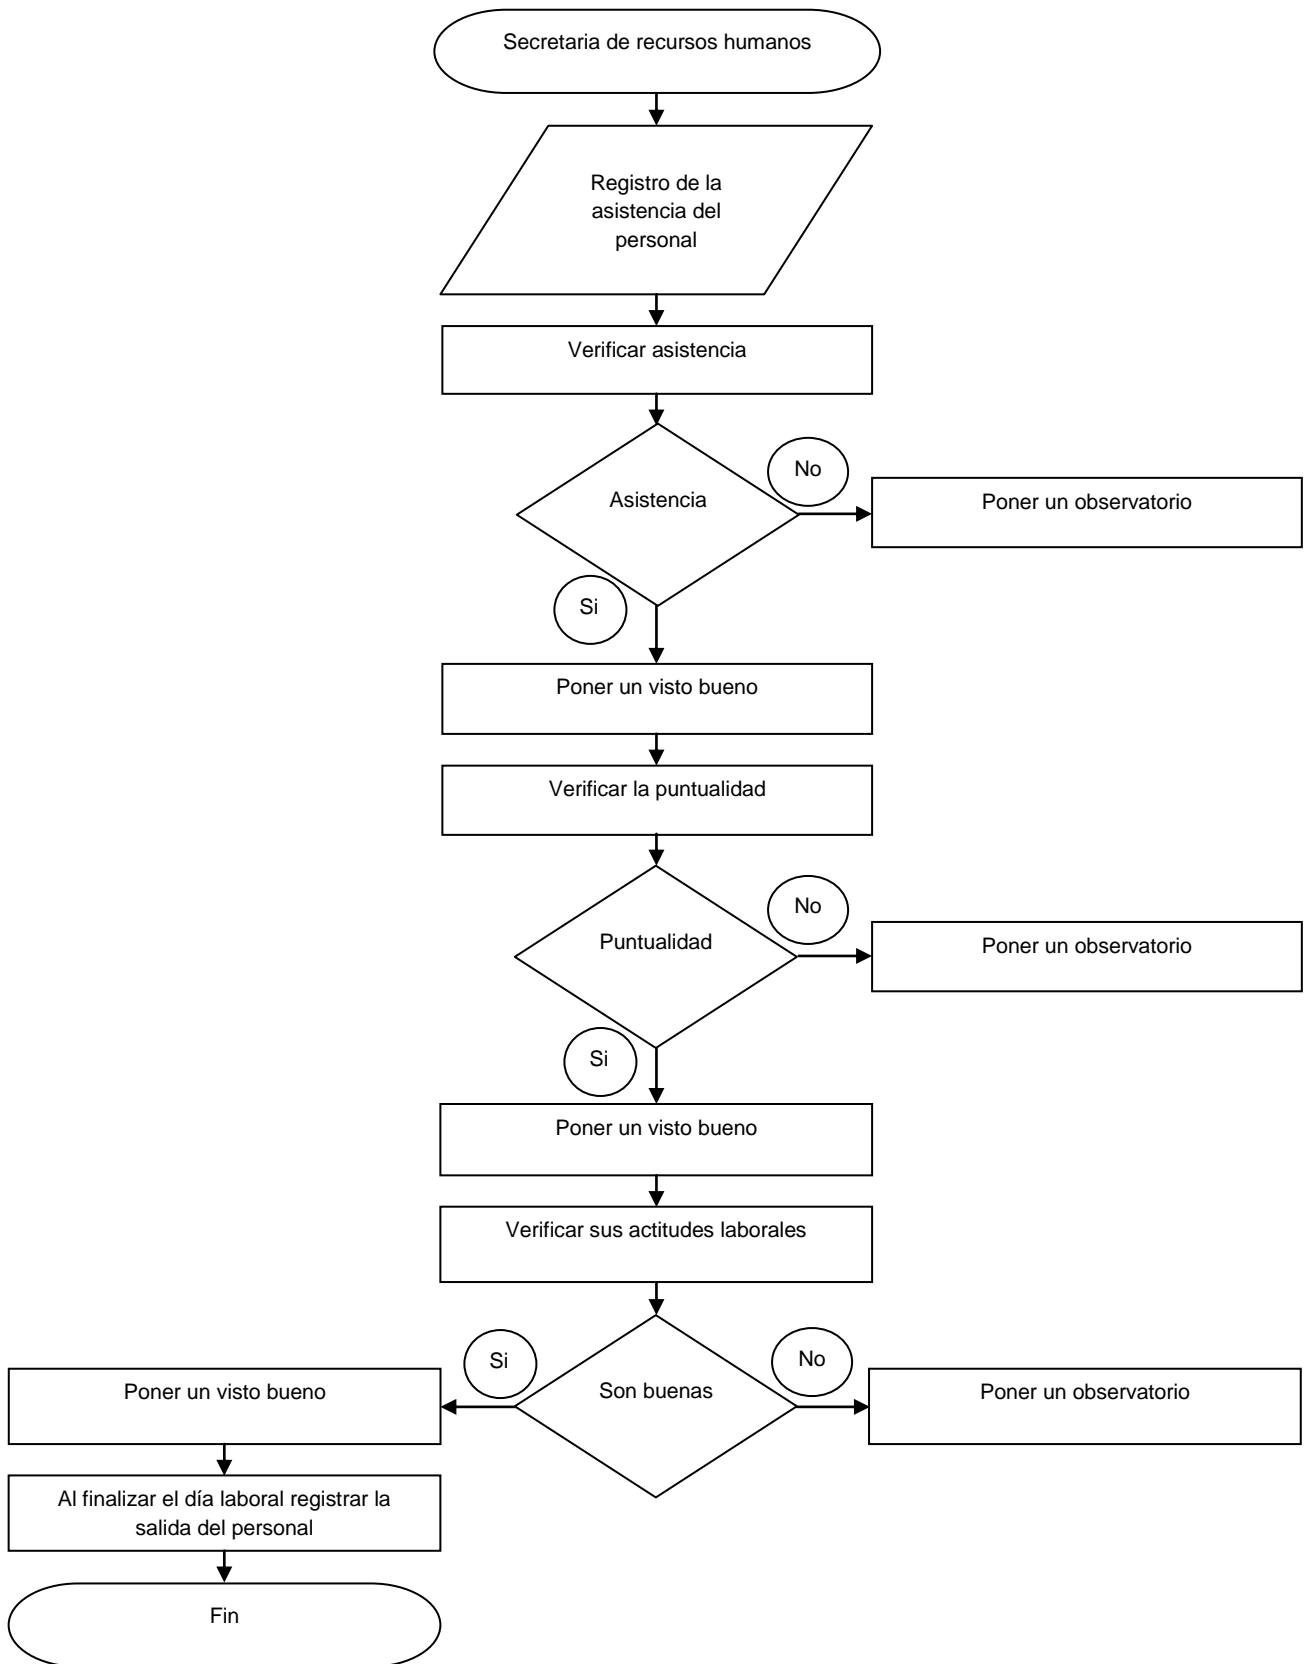 Secretaria de recursos humanos
Registro de la
asistencia del
personal
Verificar asistencia
No
Asistencia
Poner un observatorio
Si
Poner un visto bueno
Verificar la puntualidad
No
Puntualidad
Poner un observatorio
Si
Poner un visto bueno
Verificar sus actitudes laborales
Si
No
Poner un visto bueno
Son buenas
Poner un observatorio
Al finalizar el día laboral registrar la
salida del personal
Fin